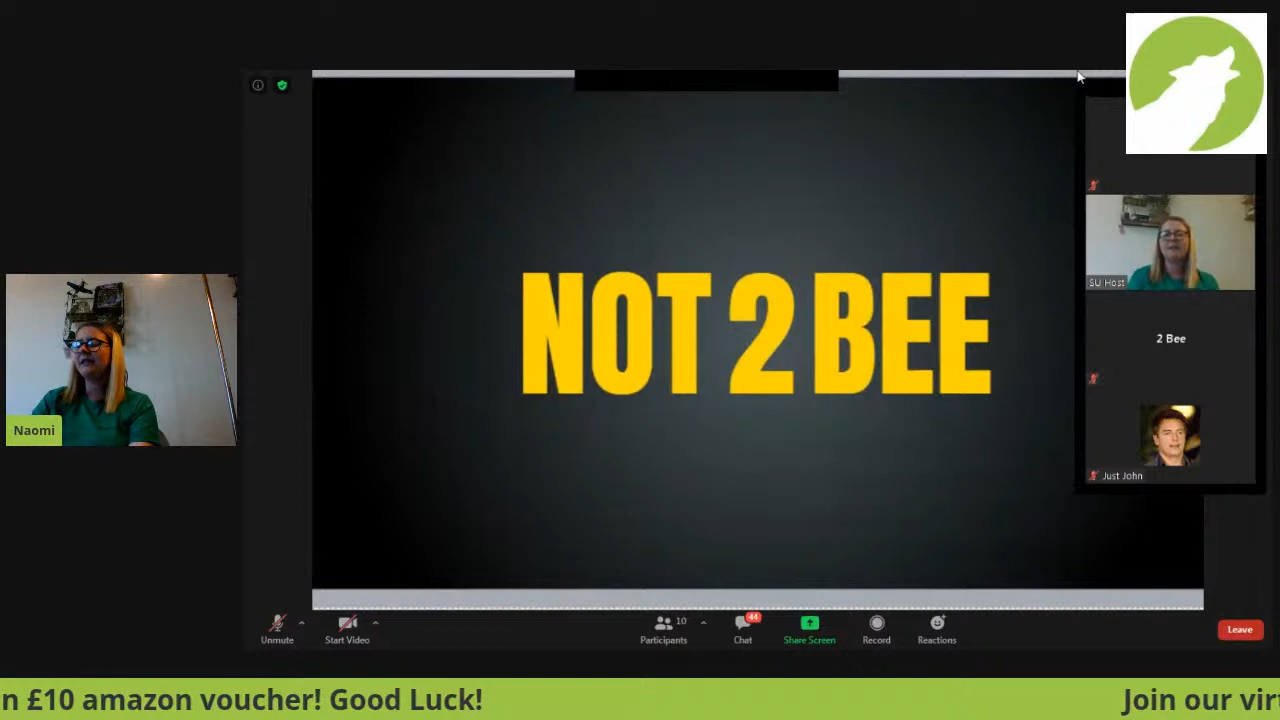 NOT 2 BEE
SU Host
2 Bee
Just John
Naomi
Unmute
Start Video
10
Participants
44
Chat
Share Screen
Record
Reactions
Leave
n £10 amazon voucher! Good Luck!
Join our vir